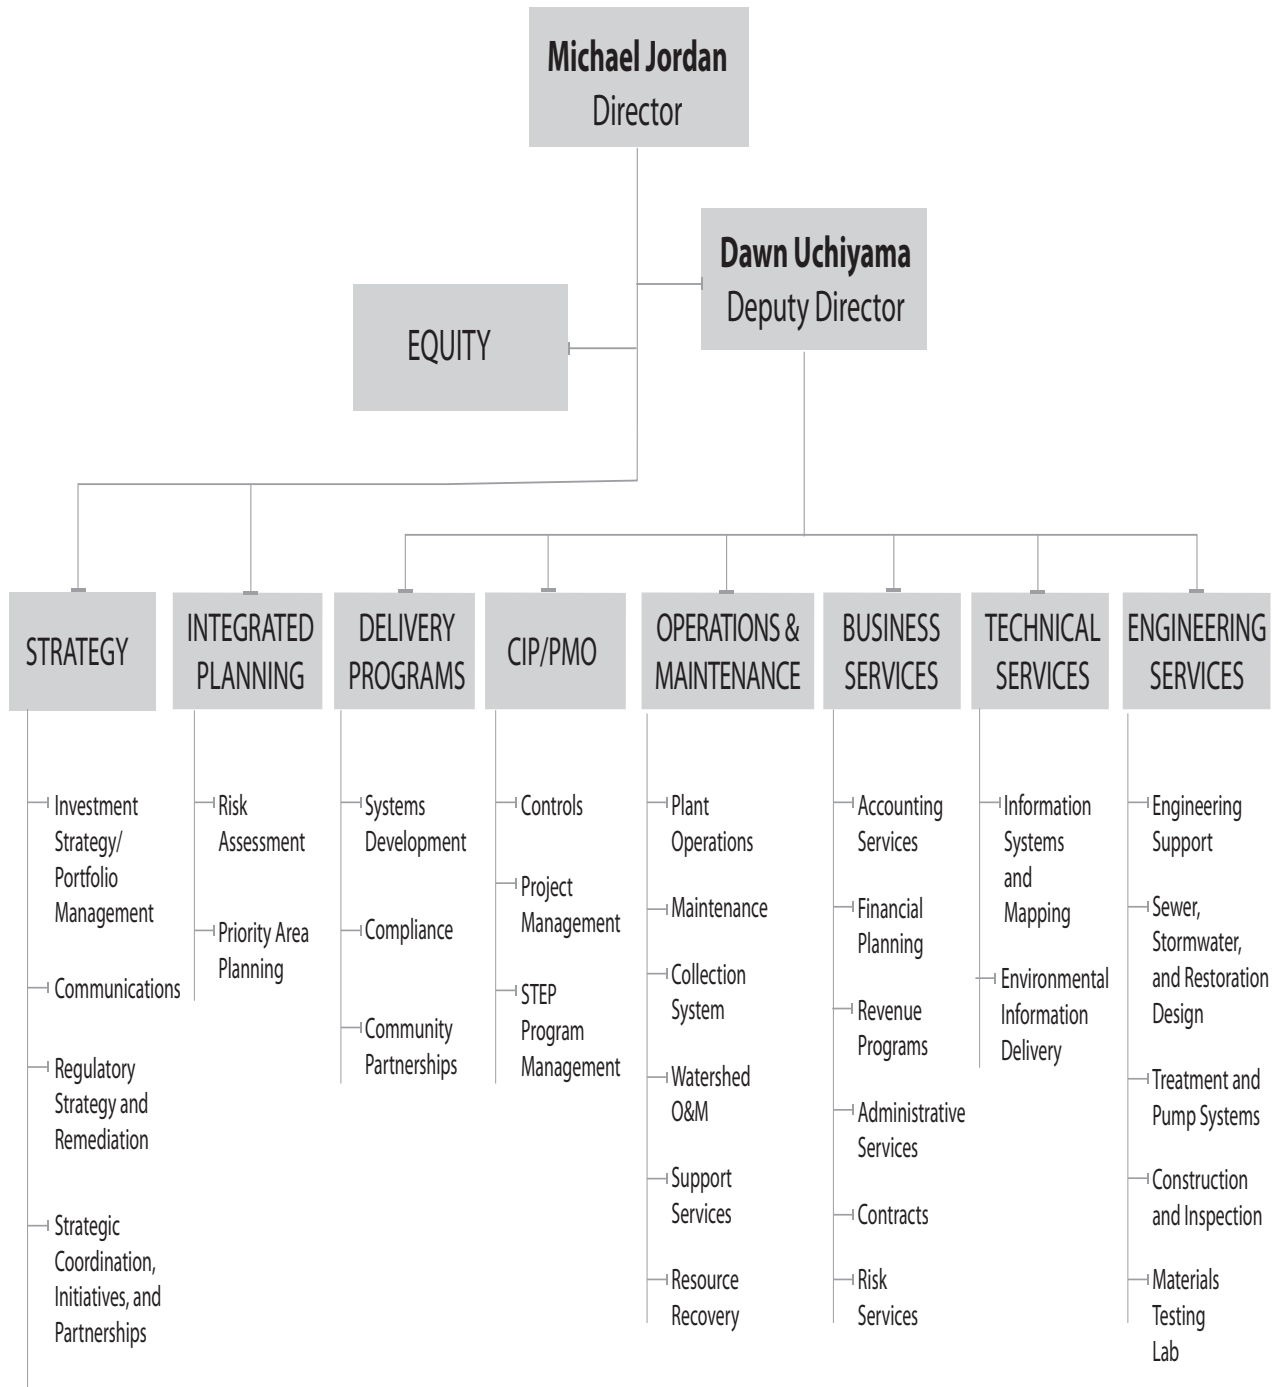 Michael Jordan
Director
Dawn Uchiyama
Deputy Director
EQUITY
STRATEGY
INTEGRATED
PLANNING
DELIVERY
PROGRAMS
CIP/PMO
OPERATIONS &
MAINTENANCE
BUSINESS
SERVICES
TECHNICAL
SERVICES
ENGINEERING
SERVICES
Investment
Strategy/
Portfolio
Management
Communications
Regulatory
Strategy and
Remediation
Strategic
Coordination,
Initiatives, and
Partnerships
Risk
Assessment
Priority Area
Planning
Systems
Development
Compliance
Community
Partnerships
Controls
Project
Management
STEP
Program
Management
Plant
Operations
Maintenance
Collection
System
Watershed
O&M
Support
Services
Resource
Recovery
Accounting
Services
Financial
Planning
Revenue
Programs
Administrative
Services
Contracts
Risk
Services
Information
Systems
and
Mapping
Environmental
Information
Delivery
Engineering
Support
Sewer,
Stormwater,
and Restoration
Design
Treatment and
Pump Systems
Construction
and Inspection
Materials
Testing
Lab